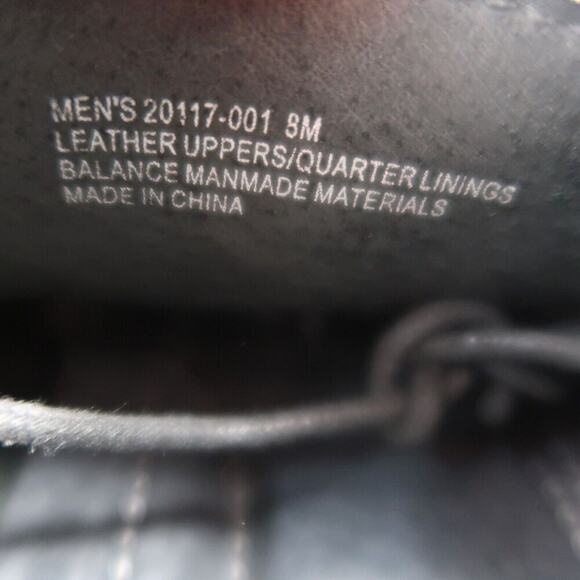 MEN'S 20117-001 8M
LEATHER UPPERS/QUARTER LININGS
BALANCE MANMADE MATERIALS
MADE IN CHINA